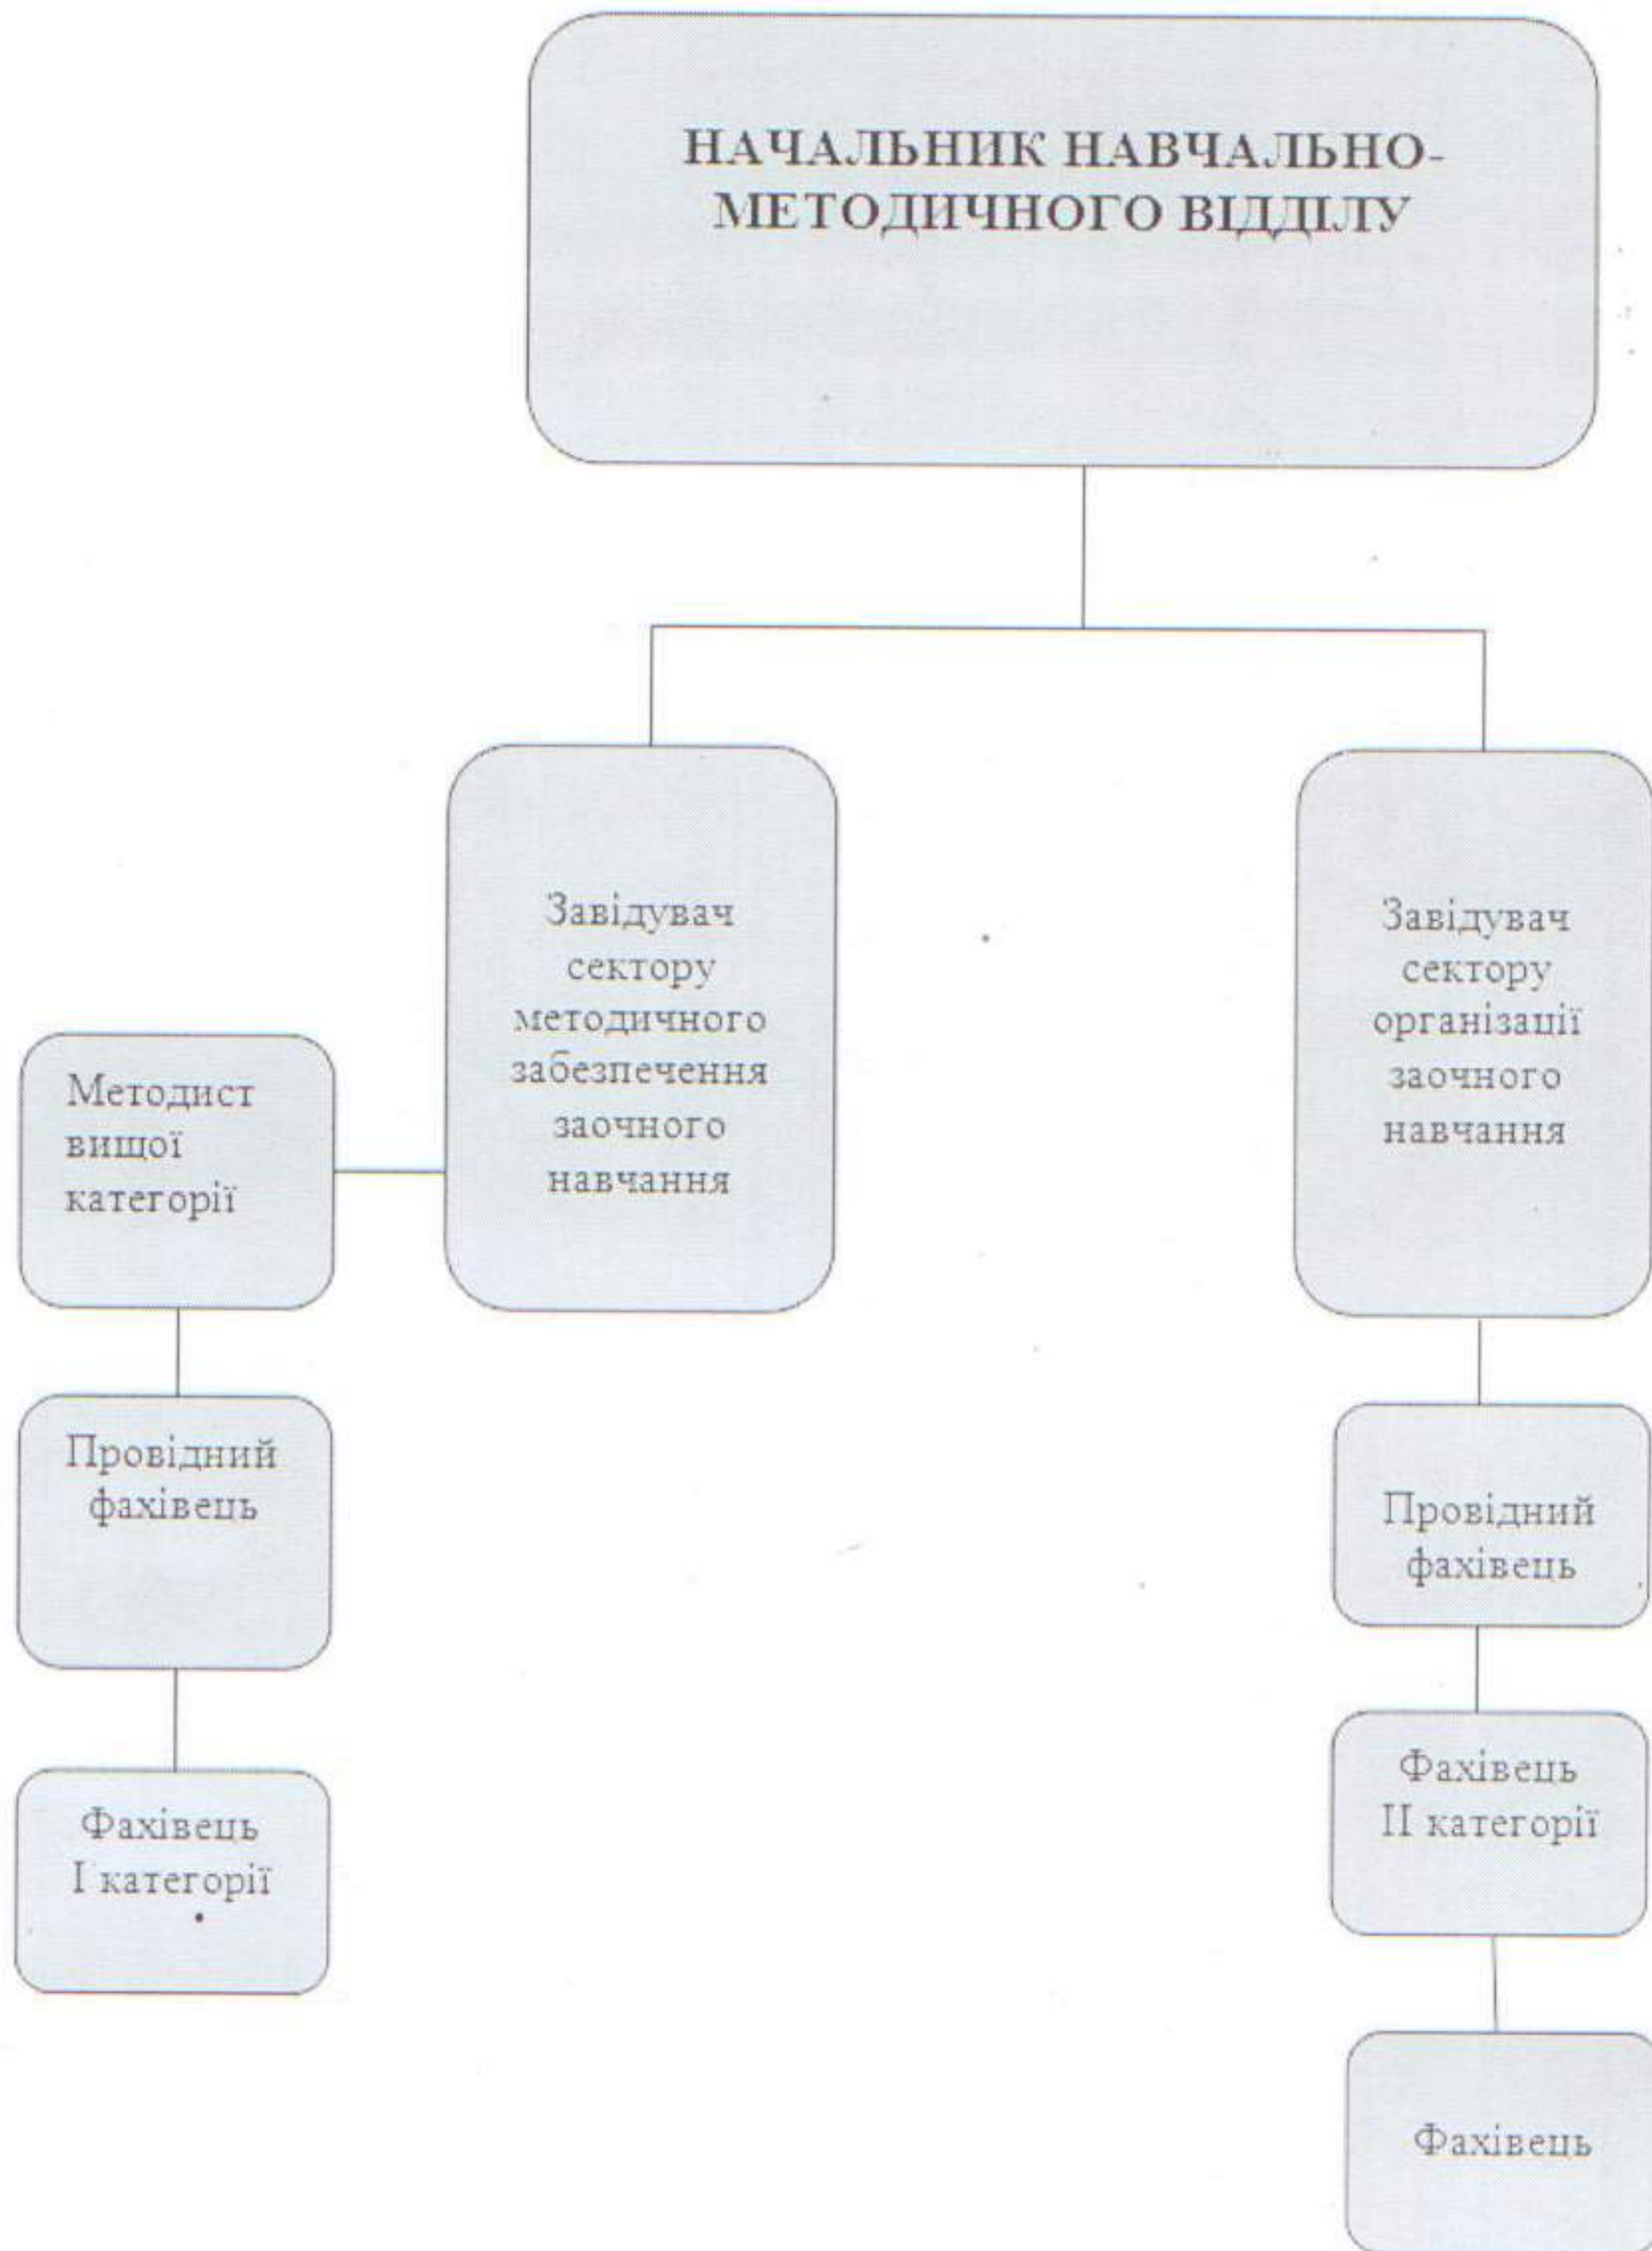 НАЧАЛЬНИК НАВЧАЛЬНО-
МЕТОДИЧНОГО ВІДДІЛУ
Завідувач
сектору
методичного
забезпечення
заочного
навчання
Завідувач
сектору
організації
заочного
навчання
Методист
вищої
категорії
Провідний
фахівець
Фахівець
І категорії
Провідний
фахівець
Фахівець
ІІ категорії
Фахівець